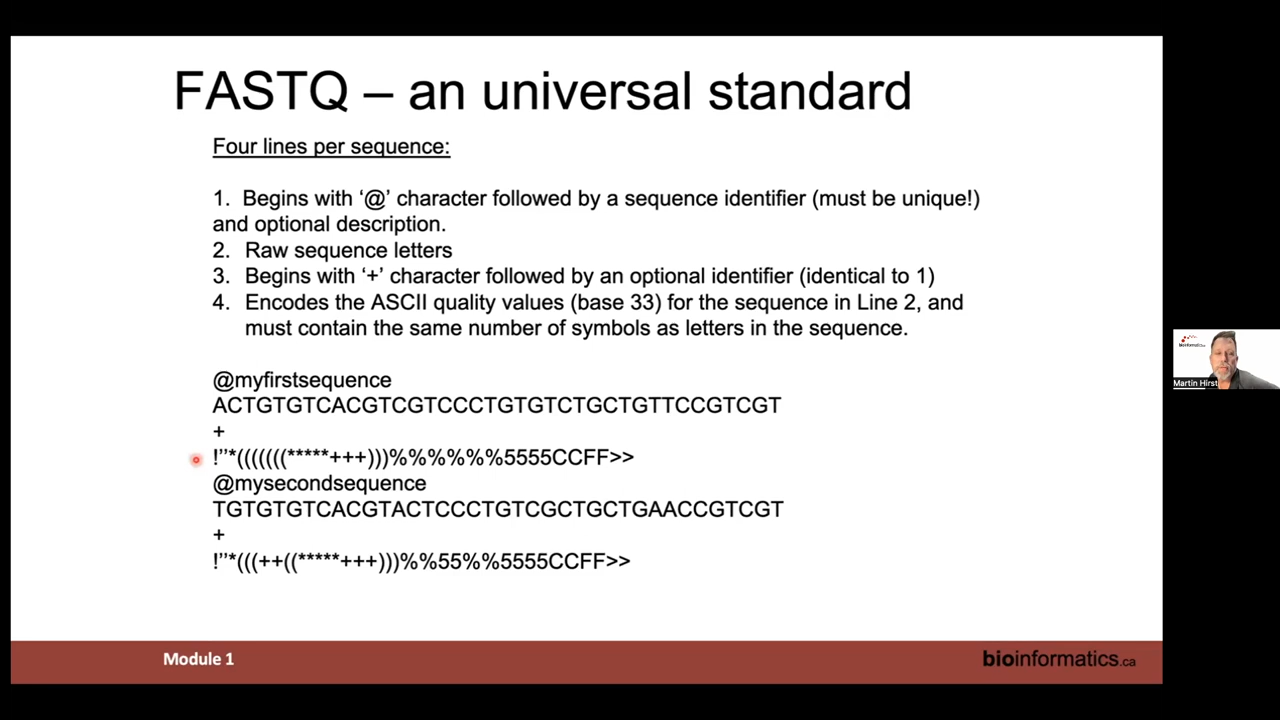 FASTQ – an universal standard
Four lines per sequence:
1. Begins with ‘@’ character followed by a sequence identifier (must be unique!)
and optional description.
2. Raw sequence letters
3. Begins with ‘+’ character followed by an optional identifier (identical to 1)
4. Encodes the ASCII quality values (base 33) for the sequence in Line 2, and
must contain the same number of symbols as letters in the sequence.
@myfirstsequence
ACTGTGTCACGTCGTCCCTGTGTCTGCTGTTCCGTCGT
+
!’’*(((((((*****+++)))%%%%%%5555CCFF>>
@mysecondsequence
TGTGTGTCACGTACTCCCTGTCGCTGCTGAACCGTCGT
+
!’’*(((++((*****+++)))%%55%%5555CCFF>>
Module 1
bioinformatics.ca
bioinformatics
Martin Hirst